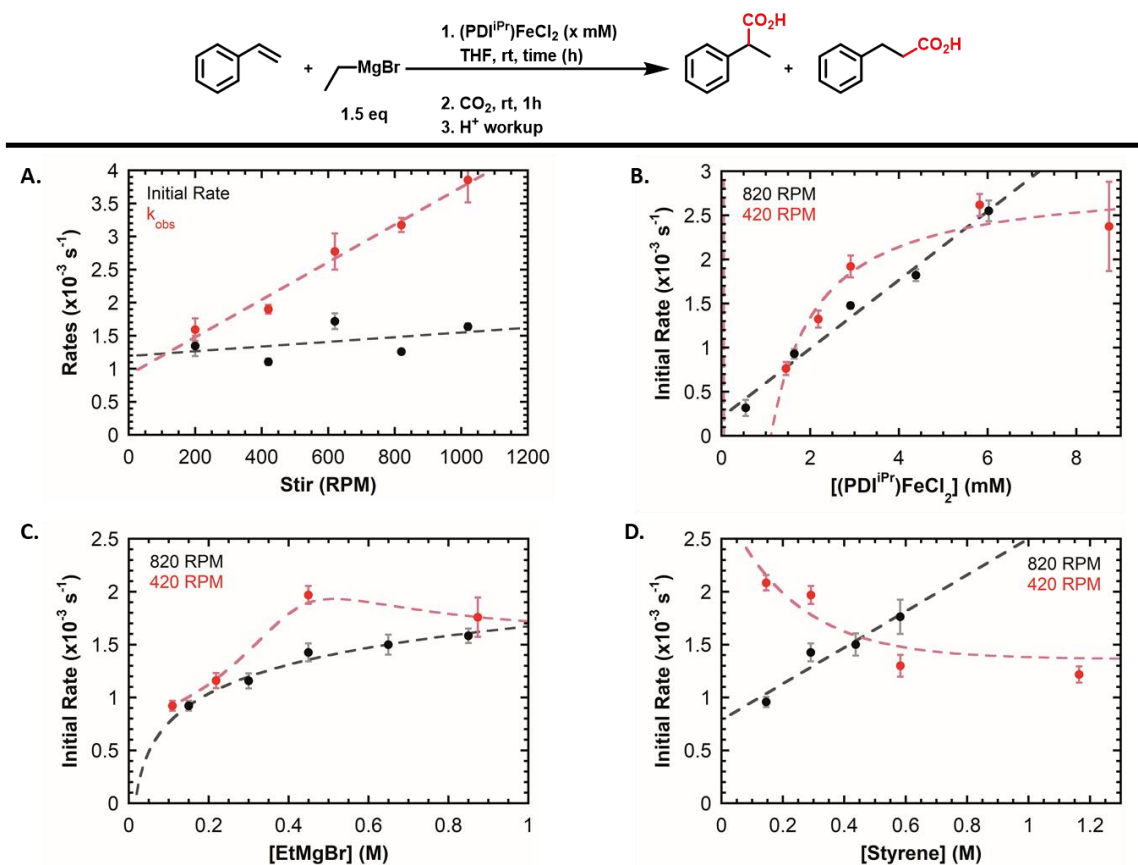 1. (PDI^iPr)FeCl₂ (x mM)
THF, rt, time (h)
+ MgBr
1.5 eq
2. CO₂, rt, 1h
3. H⁺ workup
CO₂H
+
CO₂H
A.
Initial Rate
k_obs
4
3.5
3
2.5
2
1.5
1
0.5
0
0 200 400 600 800 1000 1200
Rates (x10⁻³ s⁻¹)
Stir (RPM)
B.
820 RPM
420 RPM
3
2.5
2
1.5
1
0.5
0
0 2 4 6 8
Initial Rate (x10⁻³ s⁻¹)
[(PDI^iPr)FeCl₂] (mM)
C.
820 RPM
420 RPM
2.5
2
1.5
1
0.5
0
0 0.2 0.4 0.6 0.8 1
Initial Rate (x10⁻³ s⁻¹)
[EtMgBr] (M)
D.
820 RPM
420 RPM
2.5
2
1.5
1
0.5
0
0 0.2 0.4 0.6 0.8 1 1.2
Initial Rate (x10⁻³ s⁻¹)
[Styrene] (M)